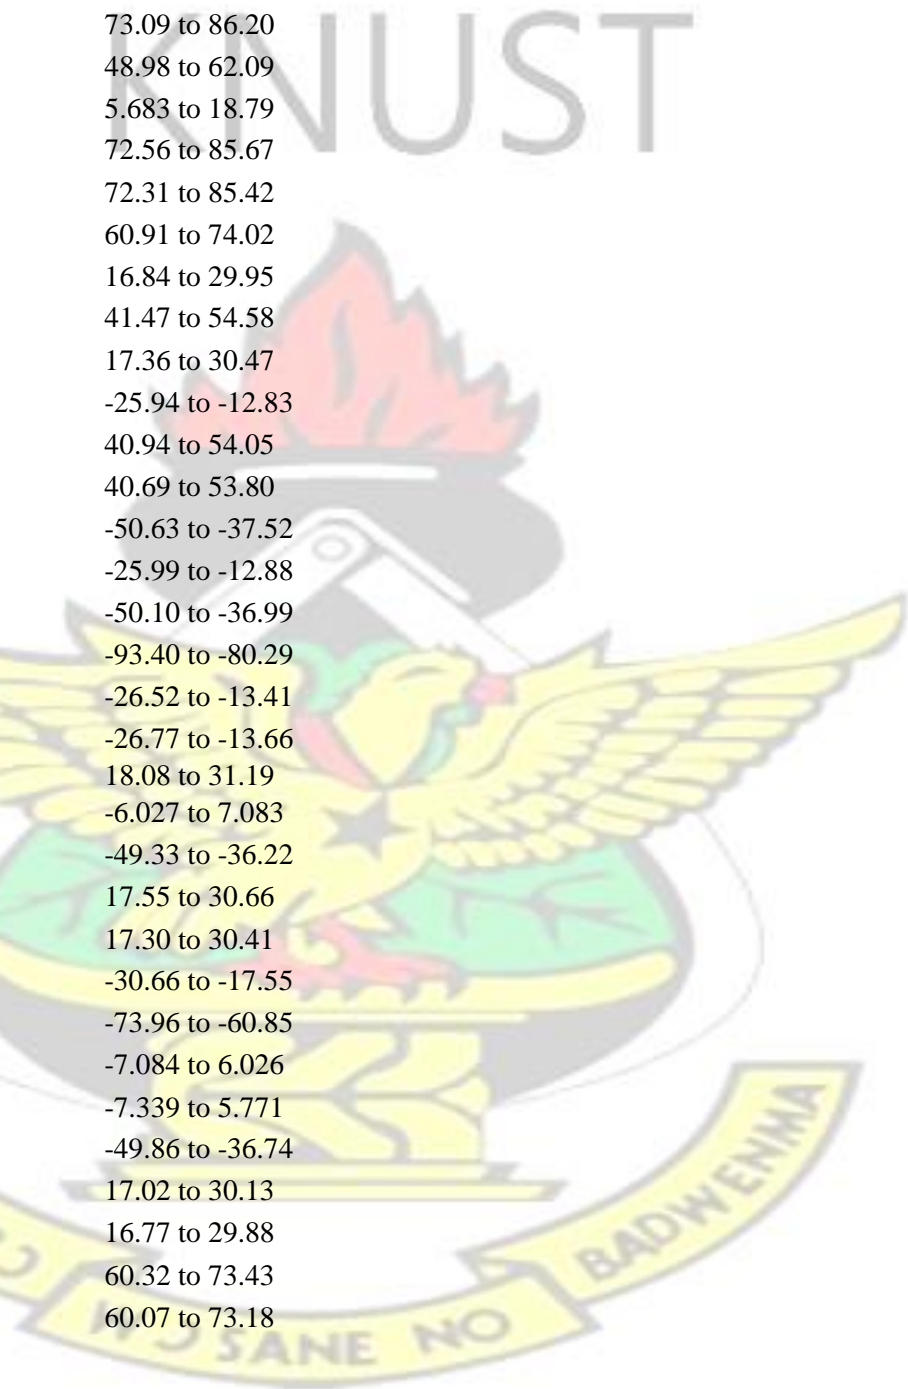 KNUST
73.09 to 86.20
48.98 to 62.09
5.683 to 18.79
72.56 to 85.67
72.31 to 85.42
60.91 to 74.02
16.84 to 29.95
41.47 to 54.58
17.36 to 30.47
-25.94 to -12.83
40.94 to 54.05
40.69 to 53.80
-50.63 to -37.52
-25.99 to -12.88
-50.10 to -36.99
-93.40 to -80.29
-26.52 to -13.41
-26.77 to -13.66
18.08 to 31.19
-6.027 to 7.083
-49.33 to -36.22
17.55 to 30.66
17.30 to 30.41
-30.66 to -17.55
-73.96 to -60.85
-7.084 to 6.026
-7.339 to 5.771
-49.86 to -36.74
17.02 to 30.13
16.77 to 29.88
60.32 to 73.43
60.07 to 73.18
WƆ SANE NO BADWENMA